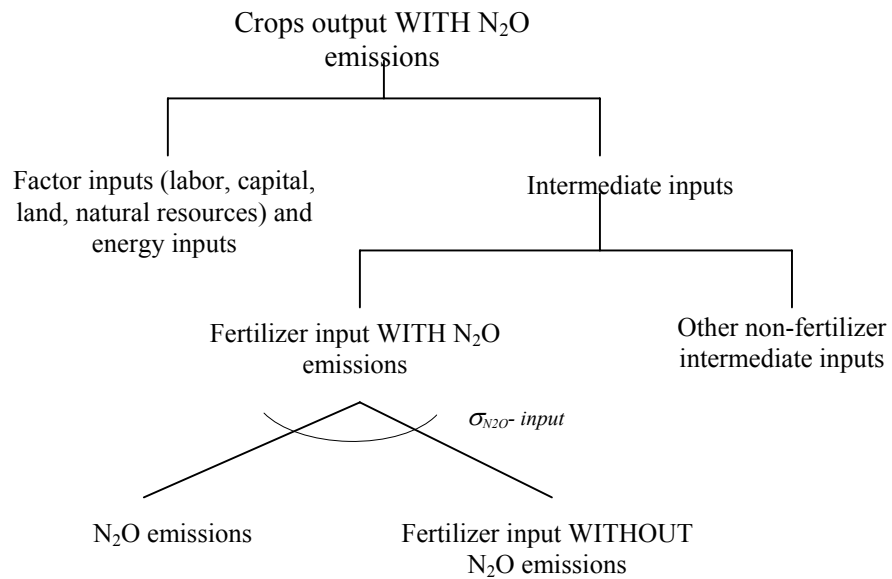 Crops output WITH N₂O
emissions
Factor inputs (labor, capital,
land, natural resources) and
energy inputs
Intermediate inputs
Fertilizer input WITH N₂O
emissions
Other non-fertilizer
intermediate inputs
σN2O- input
N₂O emissions
Fertilizer input WITHOUT
N₂O emissions